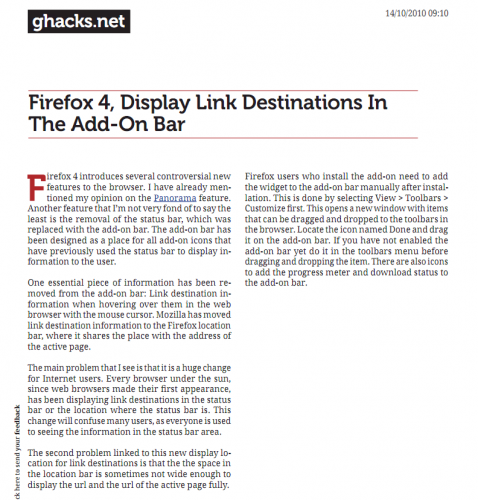 ghacks.net
14/10/2010 09:10
Firefox 4, Display Link Destinations In
The Add-On Bar
Firefox 4 introduces several controversial new
features to the browser. I have already men-
tioned my opinion on the Panorama feature.
Another feature that I'm not very fond of to say the
least is the removal of the status bar, which was
replaced with the add-on bar. The add-on bar has
been designed as a place for all add-on icons that
have previously used the status bar to display in-
formation to the user.
One essential piece of information has been re-
moved from the add-on bar: Link destination in-
formation when hovering over them in the web
browser with the mouse cursor. Mozilla has moved
link destination information to the Firefox location
bar, where it shares the place with the address of
the active page.
The main problem that I see is that it is a huge change
for Internet users. Every browser under the sun,
since web browsers made their first appearance,
has been displaying link destinations in the status
bar or the location where the status bar is. This
change will confuse many users, as everyone is used
to seeing the information in the status bar area.
The second problem linked to this new display lo-
cation for link destinations is that the the space in
the location bar is sometimes not wide enough to
display the url and the url of the active page fully.
Firefox users who install the add-on need to add
the widget to the add-on bar manually after instal-
lation. This is done by selecting View > Toolbars >
Customize first. This opens a new window with items
that can be dragged and dropped to the toolbars in
the browser. Locate the icon named Done and drag
it on the add-on bar. If you have not enabled the
add-on bar yet do it in the toolbars menu before
dragging and dropping the item. There are also icons
to add the progress meter and download status to
the add-on bar.
ck here to send your feedback